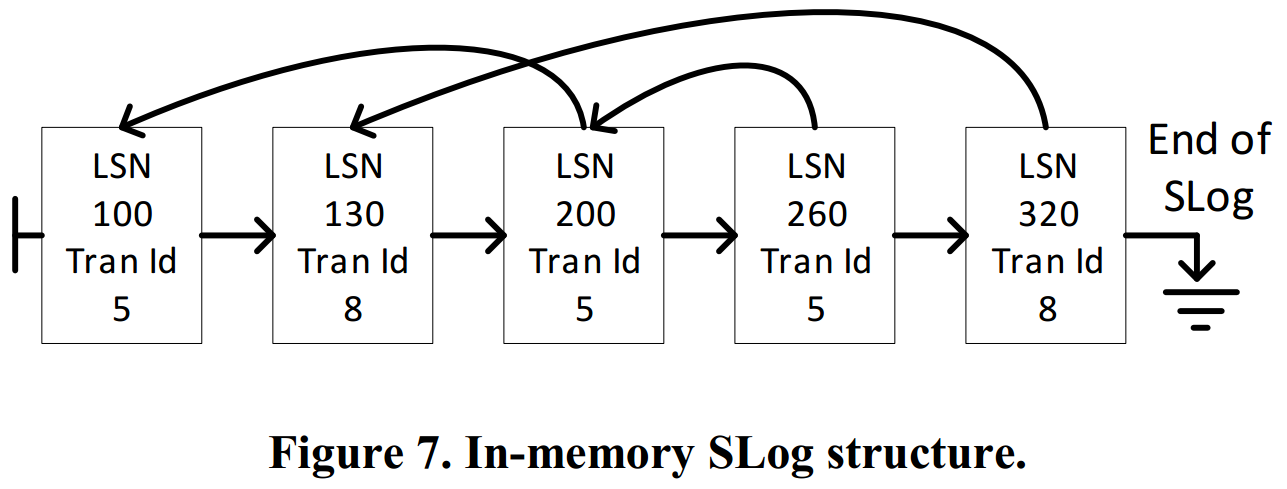 LSN
100
Tran Id
5
LSN
130
Tran Id
8
LSN
200
Tran Id
5
LSN
260
Tran Id
5
LSN
320
Tran Id
8
End of
SLog
Figure 7. In-memory SLog structure.